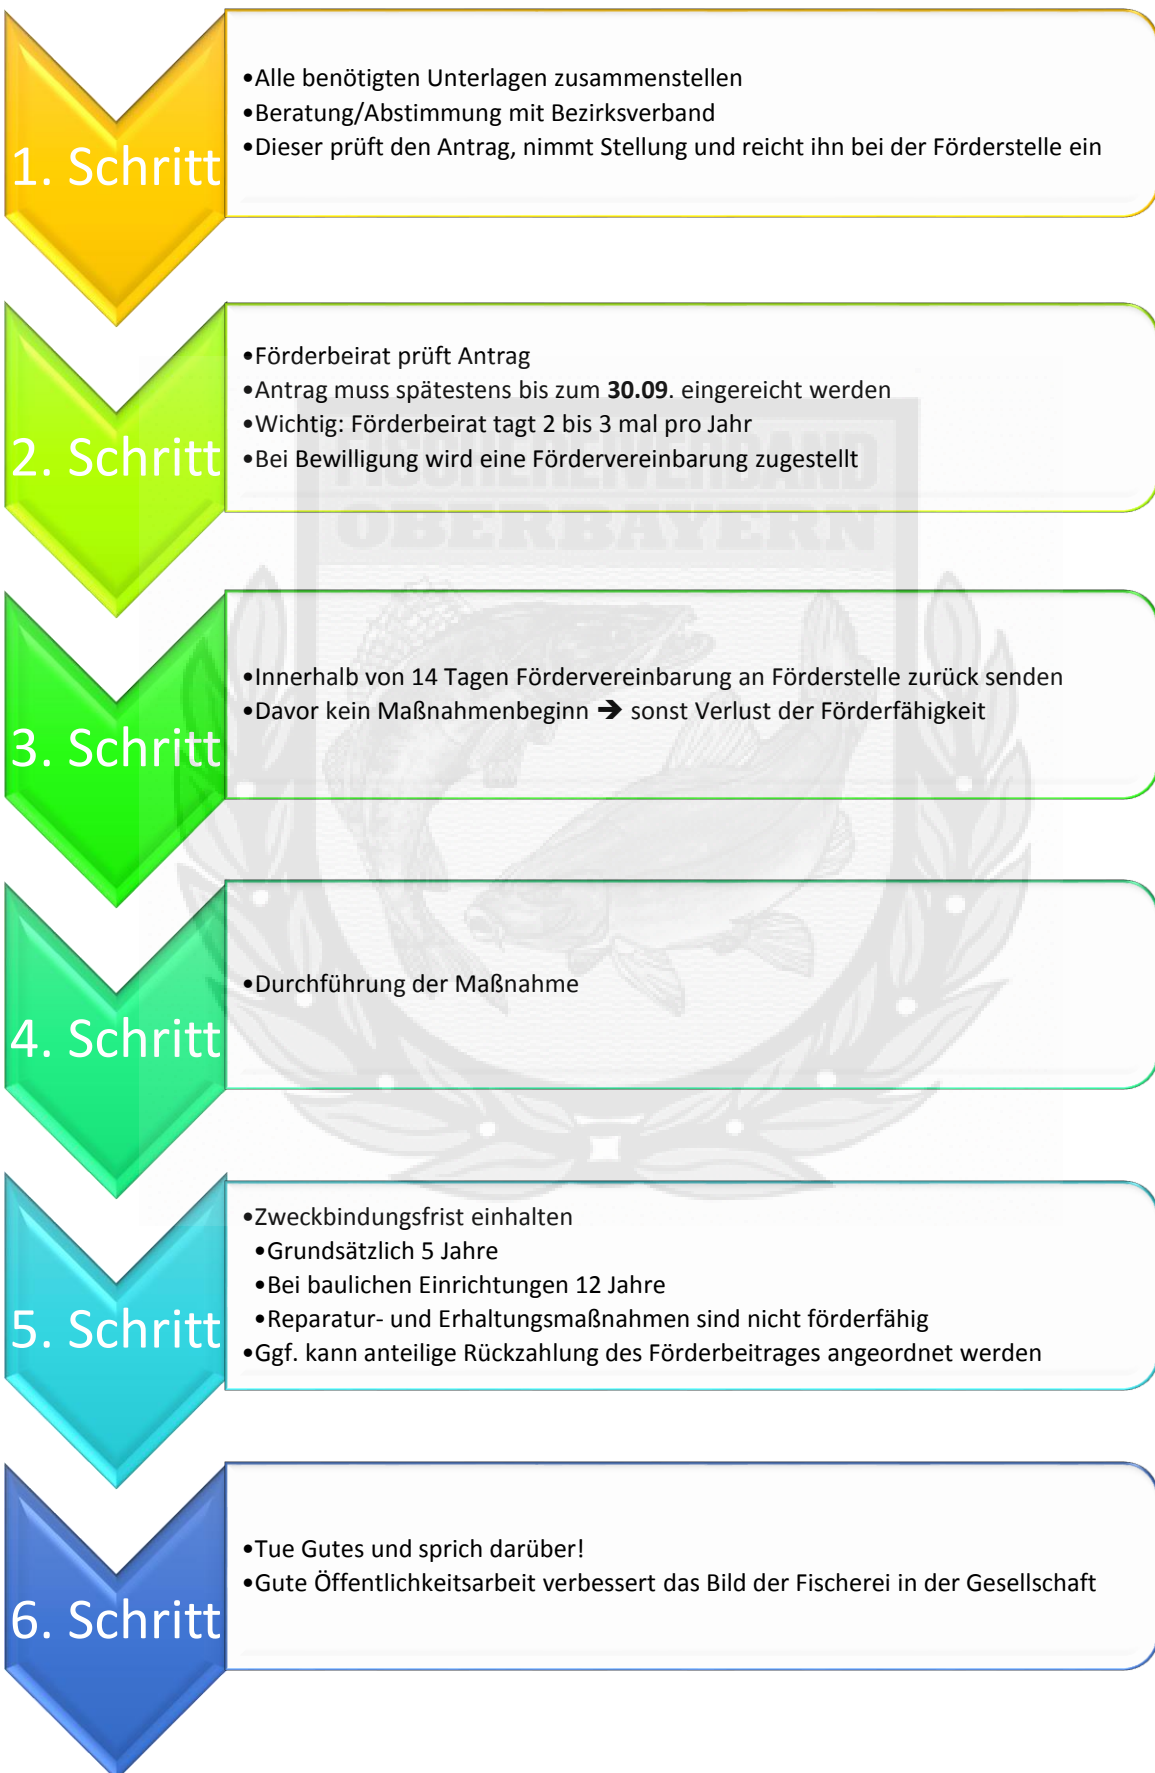 1. Schritt
•Alle benötigten Unterlagen zusammenstellen
•Beratung/Abstimmung mit Bezirksverband
•Dieser prüft den Antrag, nimmt Stellung und reicht ihn bei der Förderstelle ein
2. Schritt
•Förderbeirat prüft Antrag
•Antrag muss spätestens bis zum 30.09. eingereicht werden
•Wichtig: Förderbeirat tagt 2 bis 3 mal pro Jahr
•Bei Bewilligung wird eine Fördervereinbarung zugestellt
FISCHEREIVERBAND
OBERBAYERN
3. Schritt
•Innerhalb von 14 Tagen Fördervereinbarung an Förderstelle zurück senden
•Davor kein Maßnahmenbeginn ➔ sonst Verlust der Förderfähigkeit
4. Schritt
•Durchführung der Maßnahme
5. Schritt
•Zweckbindungsfrist einhalten
•Grundsätzlich 5 Jahre
•Bei baulichen Einrichtungen 12 Jahre
•Reparatur- und Erhaltungsmaßnahmen sind nicht förderfähig
•Ggf. kann anteilige Rückzahlung des Förderbeitrages angeordnet werden
6. Schritt
•Tue Gutes und sprich darüber!
•Gute Öffentlichkeitsarbeit verbessert das Bild der Fischerei in der Gesellschaft